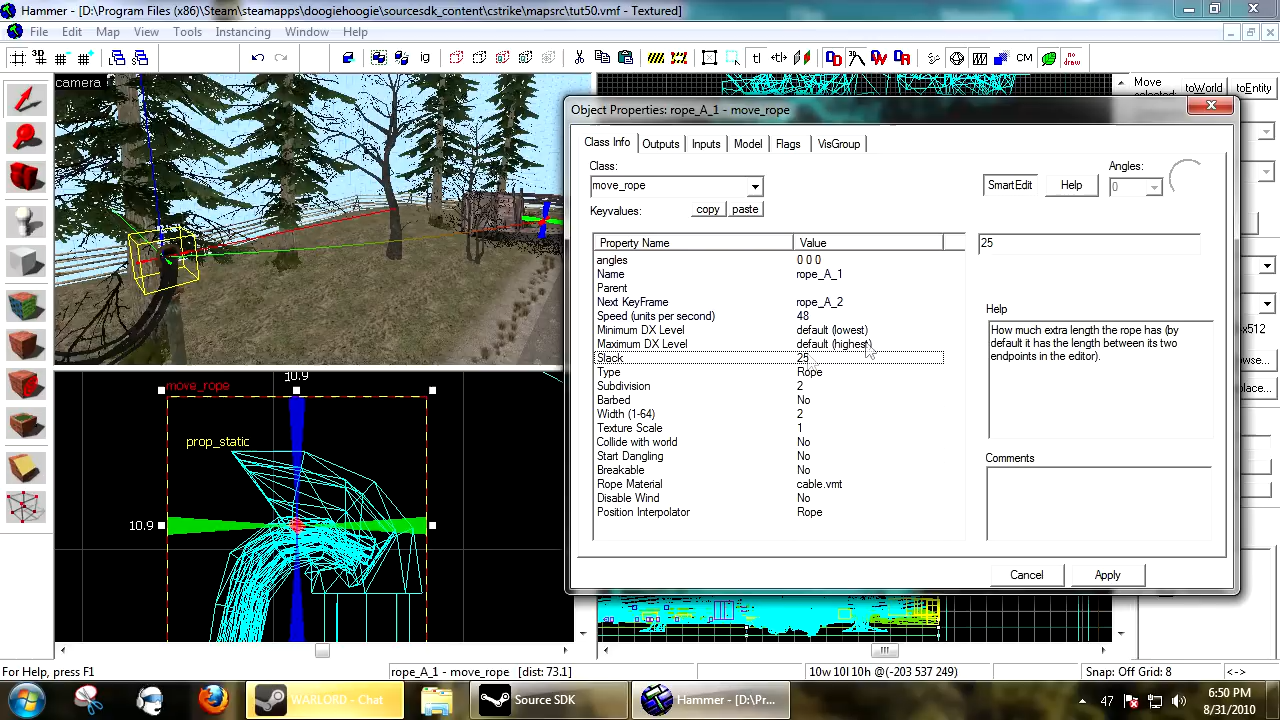 Hammer - [D:\Program Files (x86)\Steam\steamapps\doogiehoogie\sourcesdk_content\cstrike\mapsrc\tut50.vmf - Textured]
File Edit Map View Tools Instancing Window Help
3D ig tl CM no draw
camera
Move selected:
toWorld toEntity
Object Properties: rope_A_1 - move_rope
Class Info Outputs Inputs Model Flags VisGroup
Class:
Angles:
move_rope
SmartEdit Help 0
Keyvalues: copy paste
Property Name Value
25
angles 0 0 0
Name rope_A_1
Parent
Next KeyFrame rope_A_2
Speed (units per second) 48
Minimum DX Level default (lowest)
Maximum DX Level default (highest)
Slack 25
Type Rope
Subdivision 2
Barbed No
Width (1-64) 2
Texture Scale 1
Collide with world No
Start Dangling No
Breakable No
Rope Material cable.vmt
Disable Wind No
Position Interpolator Rope
Help
How much extra length the rope has (by
default it has the length between its two
endpoints in the editor).
Comments
Cancel Apply
x512
move_rope
10.9
prop_static
10.9
For Help, press F1
rope_A_1 - move_rope [dist: 73.1]
10w 10l 10h @(-203 537 249)
Snap: Off Grid: 8
<->
WARLORD - Chat
Source SDK
Hammer - [D:\Pr...
47
6:50 PM
8/31/2010